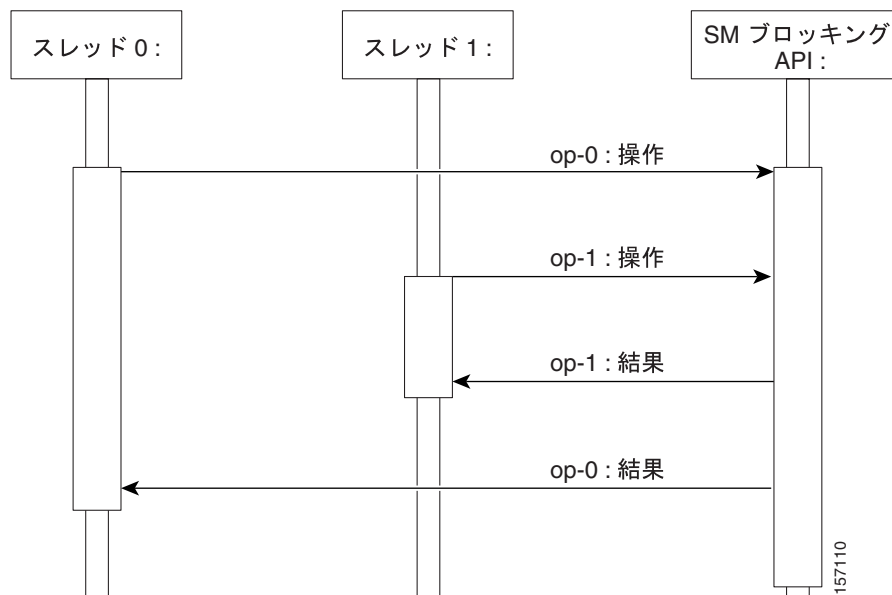 スレッド 0 :
スレッド 1 :
SM ブロッキング
API :
op-0 : 操作
op-1 : 操作
op-1 : 結果
op-0 : 結果
157110